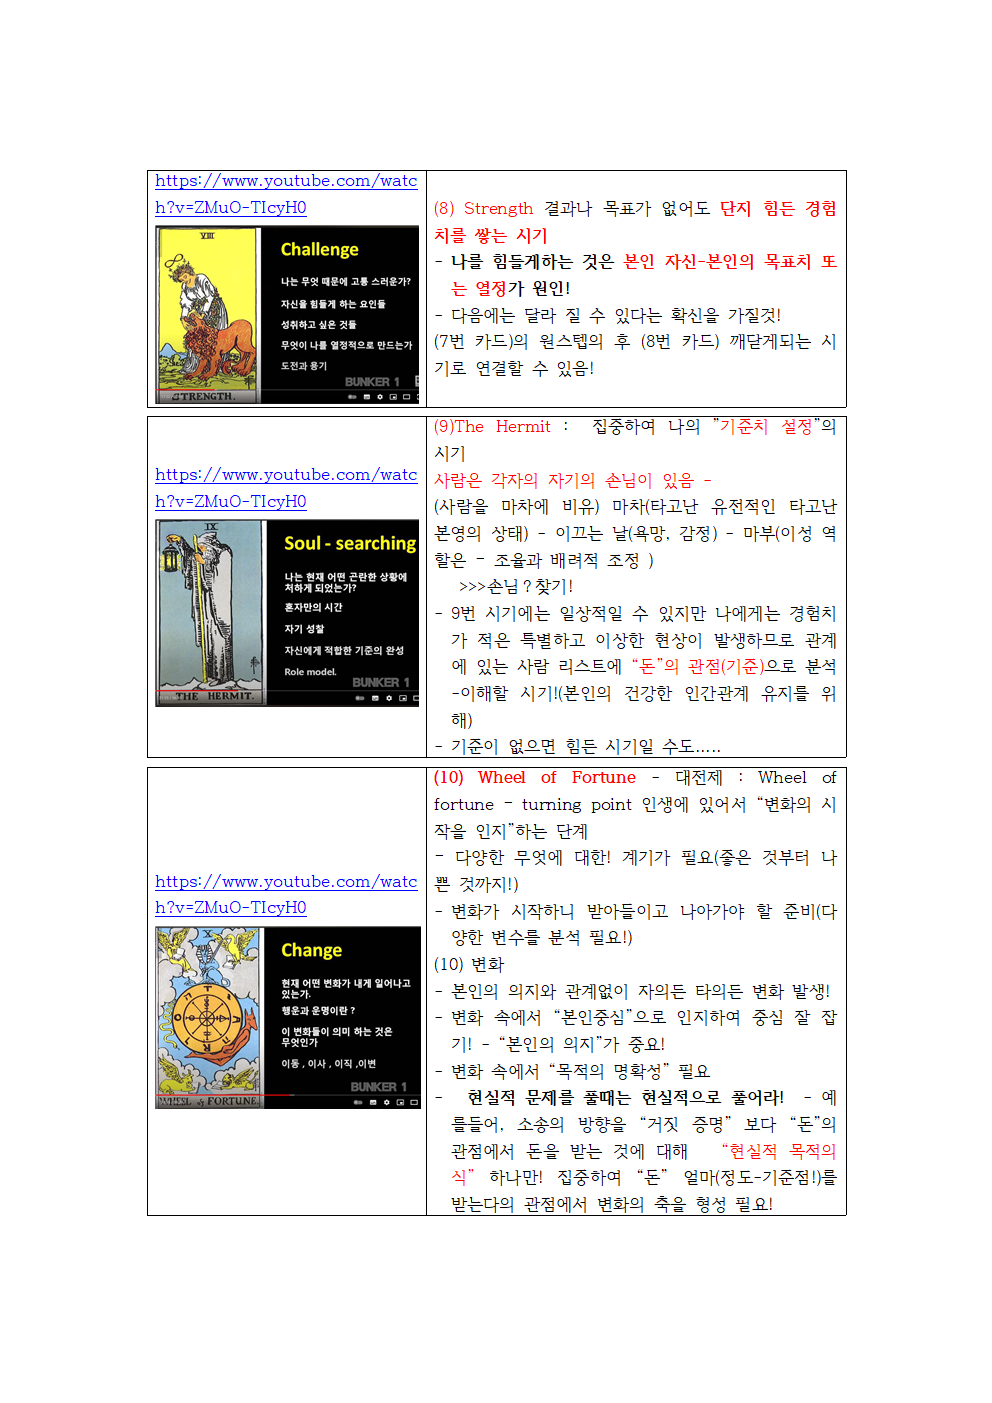 https://www.youtube.com/watc
h?v=ZMuO-TIcyH0
VIII
STRENGTH.
Challenge
나는 무엇 때문에 고통 스러운가?
자신을 힘들게 하는 요인들
성취하고 싶은 것들
무엇이 나를 열정적으로 만드는가
도전과 용기
BUNKER 1
(8) Strength 결과나 목표가 없어도 단지 힘든 경험
치를 쌓는 시기
- 나를 힘들게하는 것은 본인 자신-본인의 목표치 또
는 열정가 원인!
- 다음에는 달라 질 수 있다는 확신을 가질것!
(7번 카드)의 원스텝의 후 (8번 카드) 깨닫게되는 시
기로 연결할 수 있음!
https://www.youtube.com/watc
h?v=ZMuO-TIcyH0
IX
THE HERMIT.
Soul - searching
나는 현재 어떤 곤란한 상황에
처하게 되었는가?
혼자만의 시간
자기 성찰
자신에게 적합한 기준의 완성
Role model.
BUNKER 1
(9)The Hermit : 집중하여 나의 "기준치 설정"의
시기
사람은 각자의 자기의 손님이 있음 -
(사람을 마차에 비유) 마차(타고난 유전적인 타고난
본영의 상태) - 이끄는 날(욕망, 감정) - 마부(이성 역
할은 - 조율과 배려적 조정 )
>>>손님？찾기!
- 9번 시기에는 일상적일 수 있지만 나에게는 경험치
가 적은 특별하고 이상한 현상이 발생하므로 관계
에 있는 사람 리스트에 “돈”의 관점(기준)으로 분석
-이해할 시기!(본인의 건강한 인간관계 유지를 위
해)
- 기준이 없으면 힘든 시기일 수도.....
https://www.youtube.com/watc
h?v=ZMuO-TIcyH0
X
WHEEL of FORTUNE.
Change
현재 어떤 변화가 내게 일어나고
있는가.
행운과 운명이란 ?
이 변화들이 의미 하는 것은
무엇인가
이동 , 이사 , 이직 ,이변
BUNKER 1
(10) Wheel of Fortune - 대전제 : Wheel of
fortune - turning point 인생에 있어서 “변화의 시
작을 인지”하는 단계
- 다양한 무엇에 대한! 계기가 필요(좋은 것부터 나
쁜 것까지!)
- 변화가 시작하니 받아들이고 나아가야 할 준비(다
양한 변수를 분석 필요!)
(10) 변화
- 본인의 의지와 관계없이 자의든 타의든 변화 발생!
- 변화 속에서 “본인중심”으로 인지하여 중심 잘 잡
기! - “본인의 의지”가 중요!
- 변화 속에서 “목적의 명확성” 필요
- 현실적 문제를 풀때는 현실적으로 풀어라! - 예
를들어, 소송의 방향을 “거짓 증명” 보다 “돈”의
관점에서 돈을 받는 것에 대해 “현실적 목적의
식” 하나만! 집중하여 “돈” 얼마(정도-기준점!)를
받는다의 관점에서 변화의 축을 형성 필요!